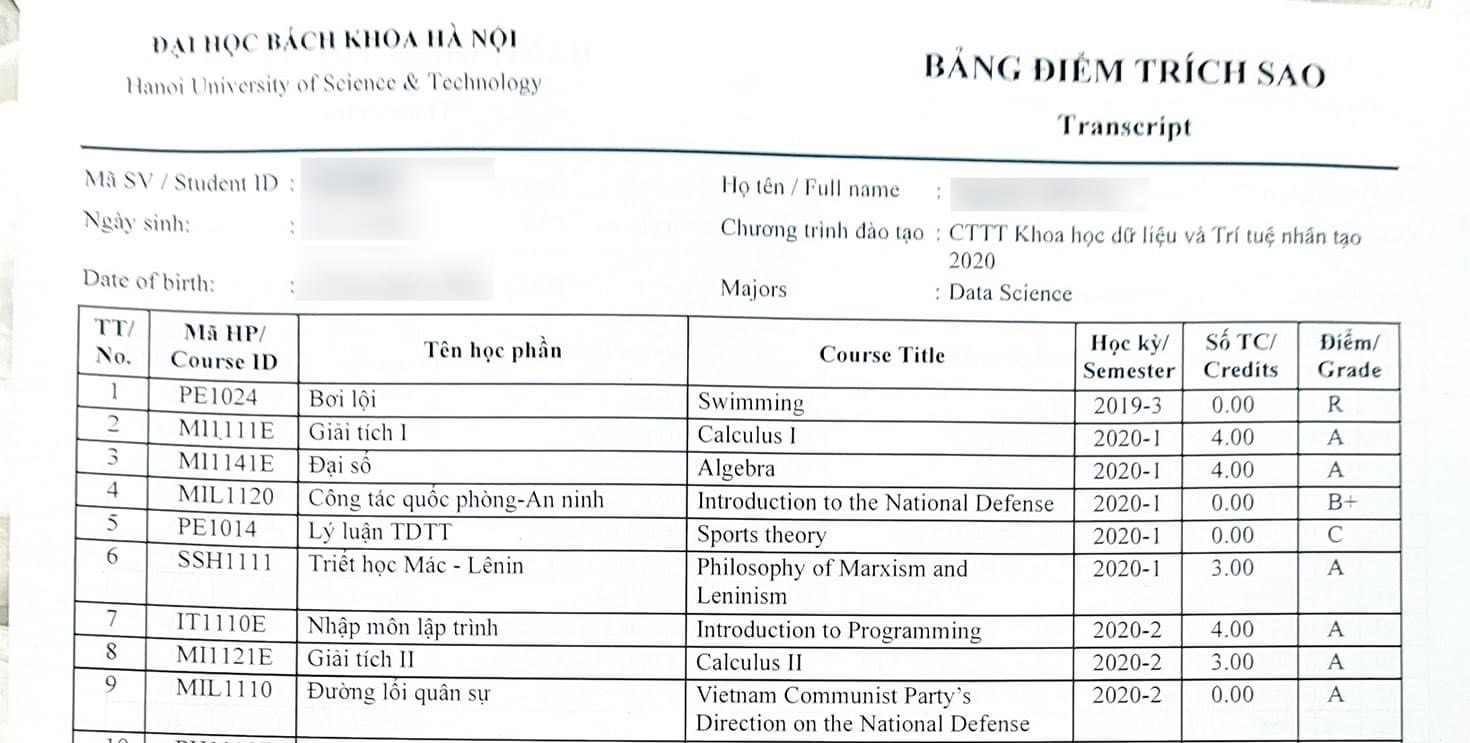 ĐẠI HỌC BÁCH KHOA HÀ NỘI
Hanoi University of Science & Technology
BẢNG ĐIỂM TRÍCH SAO
Transcript
Mã SV / Student ID :
Họ tên / Full name :
Ngày sinh: :
Chương trình đào tạo : CTTT Khoa học dữ liệu và Trí tuệ nhân tạo
2020
Date of birth: :
Majors : Data Science
TT/ No. Mã HP/ Course ID Tên học phần Course Title Học kỳ/ Semester Số TC/ Credits Điểm/ Grade
1 PE1024 Bơi lội Swimming 2019-3 0.00 R
2 MI1111E Giải tích I Calculus I 2020-1 4.00 A
3 MI1141E Đại số Algebra 2020-1 4.00 A
4 MIL1120 Công tác quốc phòng-An ninh Introduction to the National Defense 2020-1 0.00 B+
5 PE1014 Lý luận TDTT Sports theory 2020-1 0.00 C
6 SSH1111 Triết học Mác - Lênin Philosophy of Marxism and 2020-1 3.00 A
Leninism
7 IT1110E Nhập môn lập trình Introduction to Programming 2020-2 4.00 A
8 MI1121E Giải tích II Calculus II 2020-2 3.00 A
9 MIL1110 Đường lối quân sự Vietnam Communist Party's 2020-2 0.00 A
Direction on the National Defense